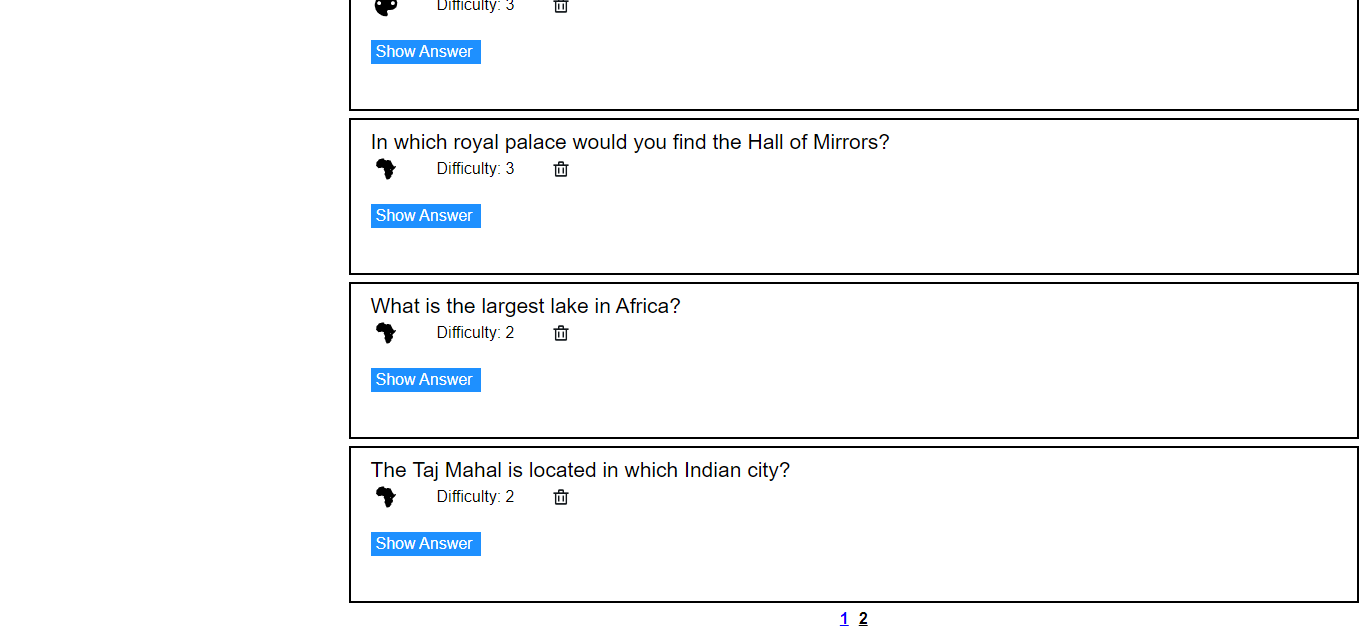 Difficulty: 3
Show Answer
In which royal palace would you find the Hall of Mirrors?
Difficulty: 3
Show Answer
What is the largest lake in Africa?
Difficulty: 2
Show Answer
The Taj Mahal is located in which Indian city?
Difficulty: 2
Show Answer
1 2